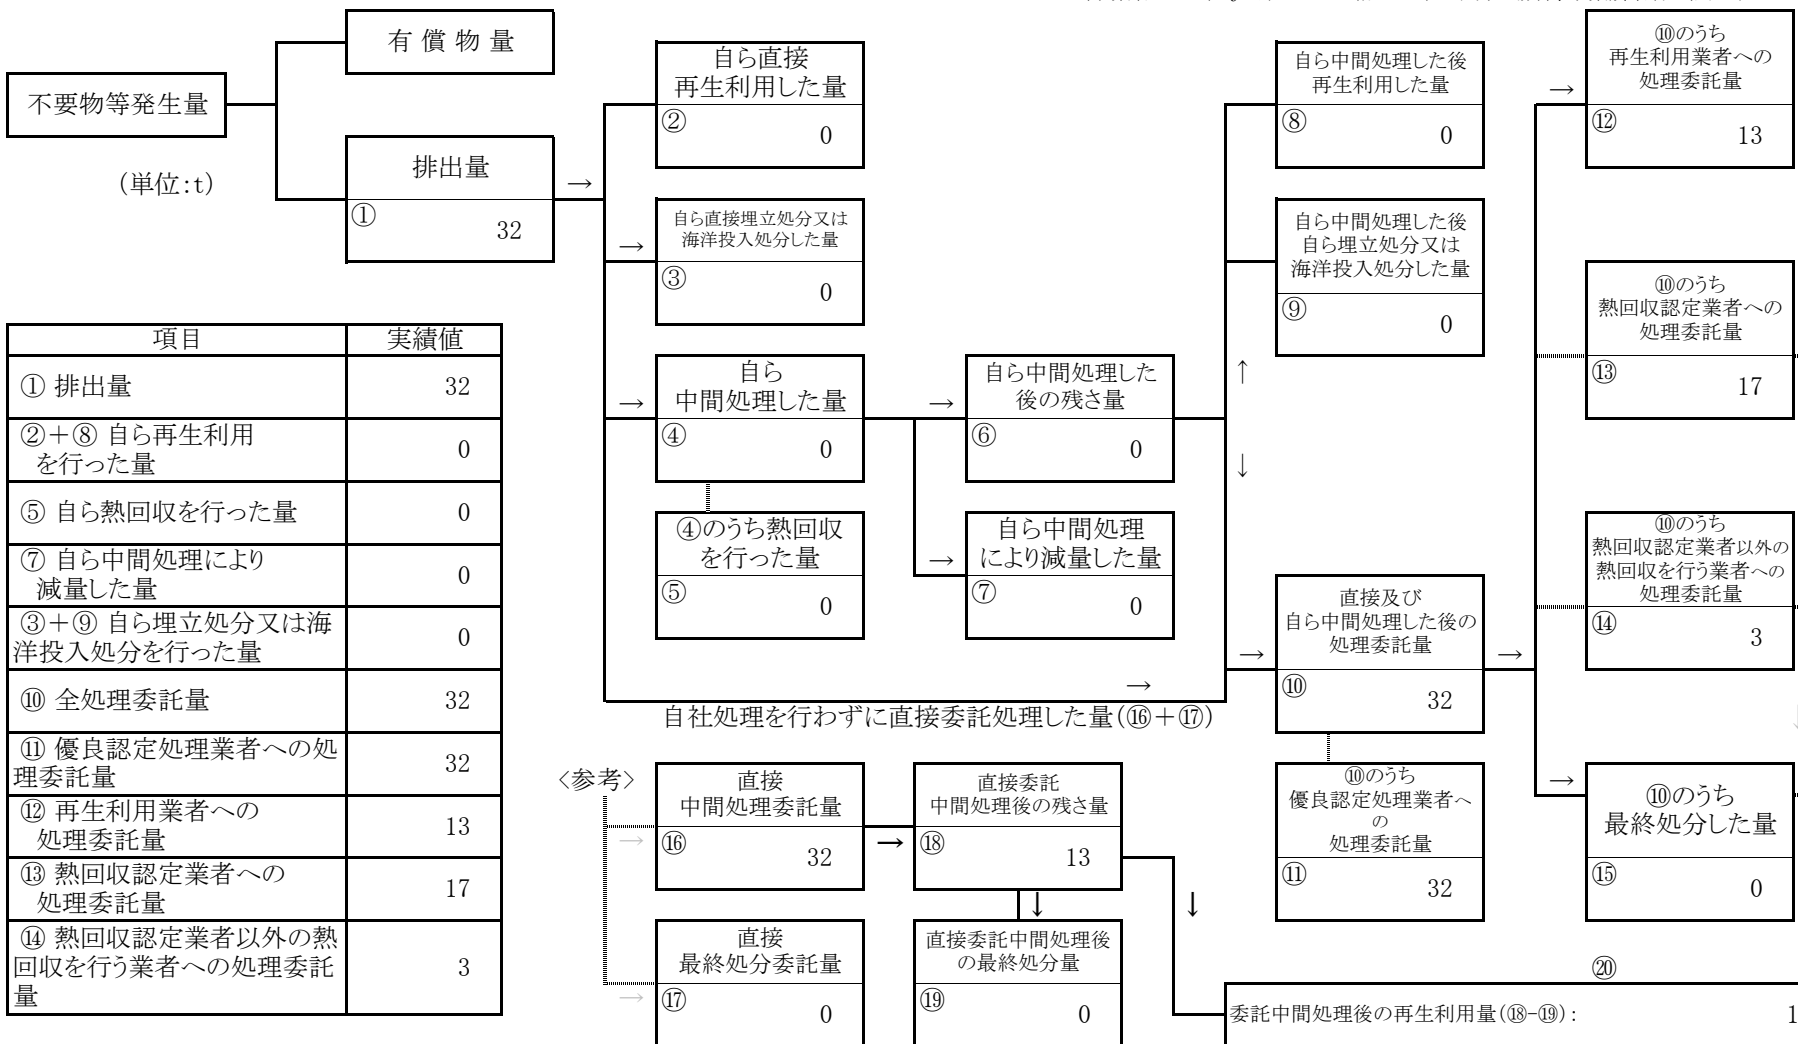 有償物量
不要物等発生量
(単位:t)
排出量
①
32
→
自ら直接
再生利用した量
②
0
→
自ら直接埋立処分又は
海洋投入処分した量
③
0
→
自ら
中間処理した量
④
0
④のうち熱回収
を行った量
⑤
0
→
自ら中間処理した
後の残さ量
⑥
0
→
自ら中間処理
により減量した量
⑦
0
自ら中間処理した後
再生利用した量
⑧
0
自ら中間処理した後
自ら埋立処分又は
海洋投入処分した量
⑨
0
↑
↓
→
直接及び
自ら中間処理した後の
処理委託量
⑩
32
→
⑩のうち
優良認定処理業者へ
の
処理委託量
⑪
32
→
⑩のうち
再生利用業者への
処理委託量
⑫
13
⑩のうち
熱回収認定業者への
処理委託量
⑬
17
⑩のうち
熱回収認定業者以外の
熱回収を行う業者への
処理委託量
⑭
3
→
⑩のうち
最終処分した量
⑮
0
→
自社処理を行わずに直接委託処理した量(⑯+⑰)
<参考>
→
直接
中間処理委託量
⑯
32
→
直接委託
中間処理後の残さ量
⑱
13
↓
↓
→
直接
最終処分委託量
⑰
0
直接委託中間処理後
の最終処分量
⑲
0
⑳
委託中間処理後の再生利用量(⑱-⑲):
項目 実績値
① 排出量 32
②+⑧ 自ら再生利用
を行った量 0
⑤ 自ら熱回収を行った量 0
⑦ 自ら中間処理により
減量した量 0
③+⑨ 自ら埋立処分又は海
洋投入処分を行った量 0
⑩ 全処理委託量 32
⑪ 優良認定処理業者への処
理委託量 32
⑫ 再生利用業者への
処理委託量 13
⑬ 熱回収認定業者への
処理委託量 17
⑭ 熱回収認定業者以外の熱
回収を行う業者への処理委託
量 3